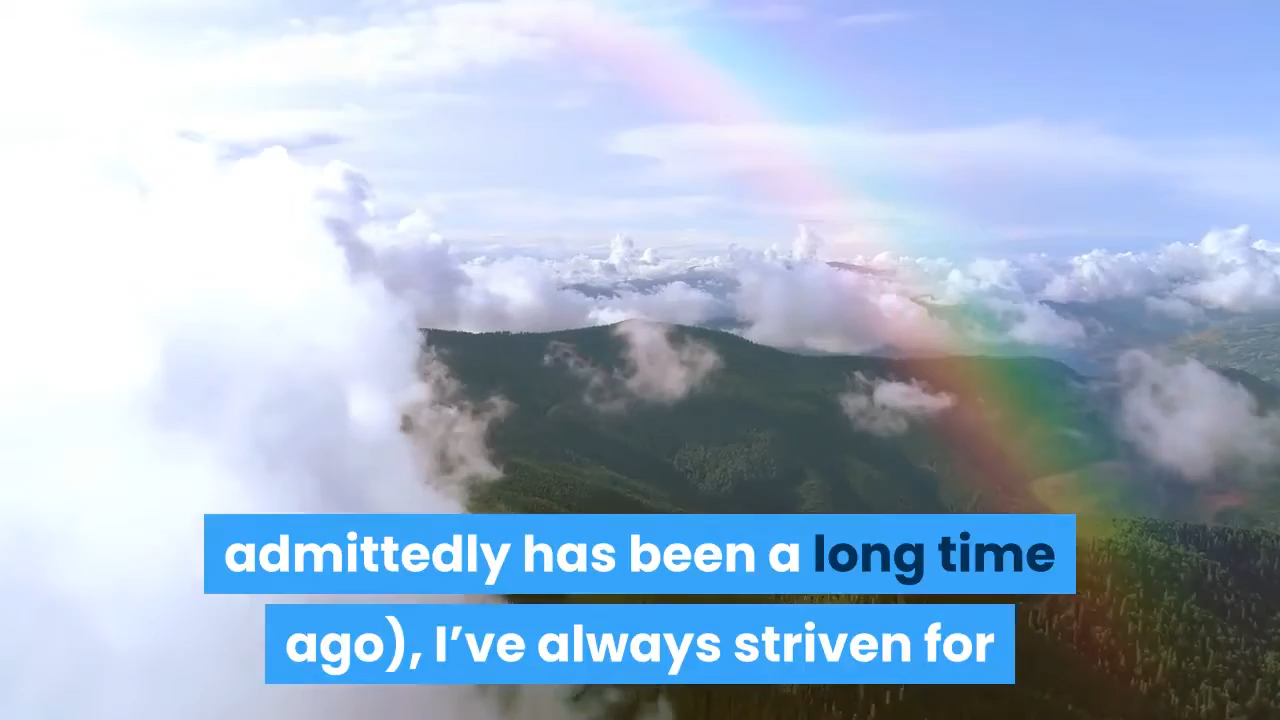 admittedly has been a long time
ago), I’ve always striven for